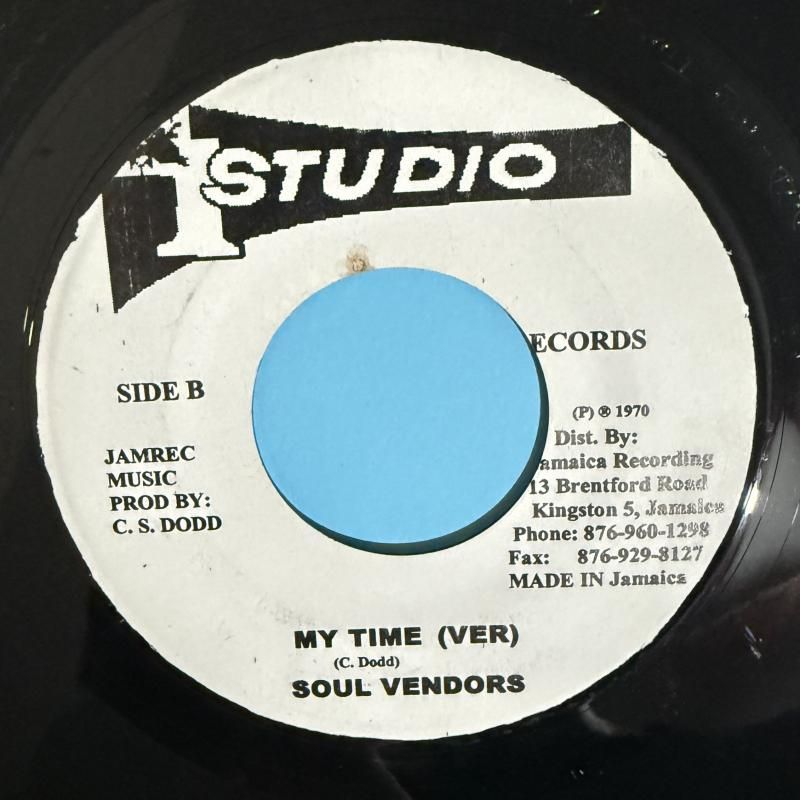 1 STUDIO
ECORDS
SIDE B
JAMREC
MUSIC
PROD BY:
C. S. DODD
(P) ® 1970
Dist. By:
amaica Recording
13 Brentford Road
Kingston 5, Jamaica
Phone: 876-960-1298
Fax: 876-929-8127
MADE IN Jamaica
MY TIME (VER)
(C. Dodd)
SOUL VENDORS